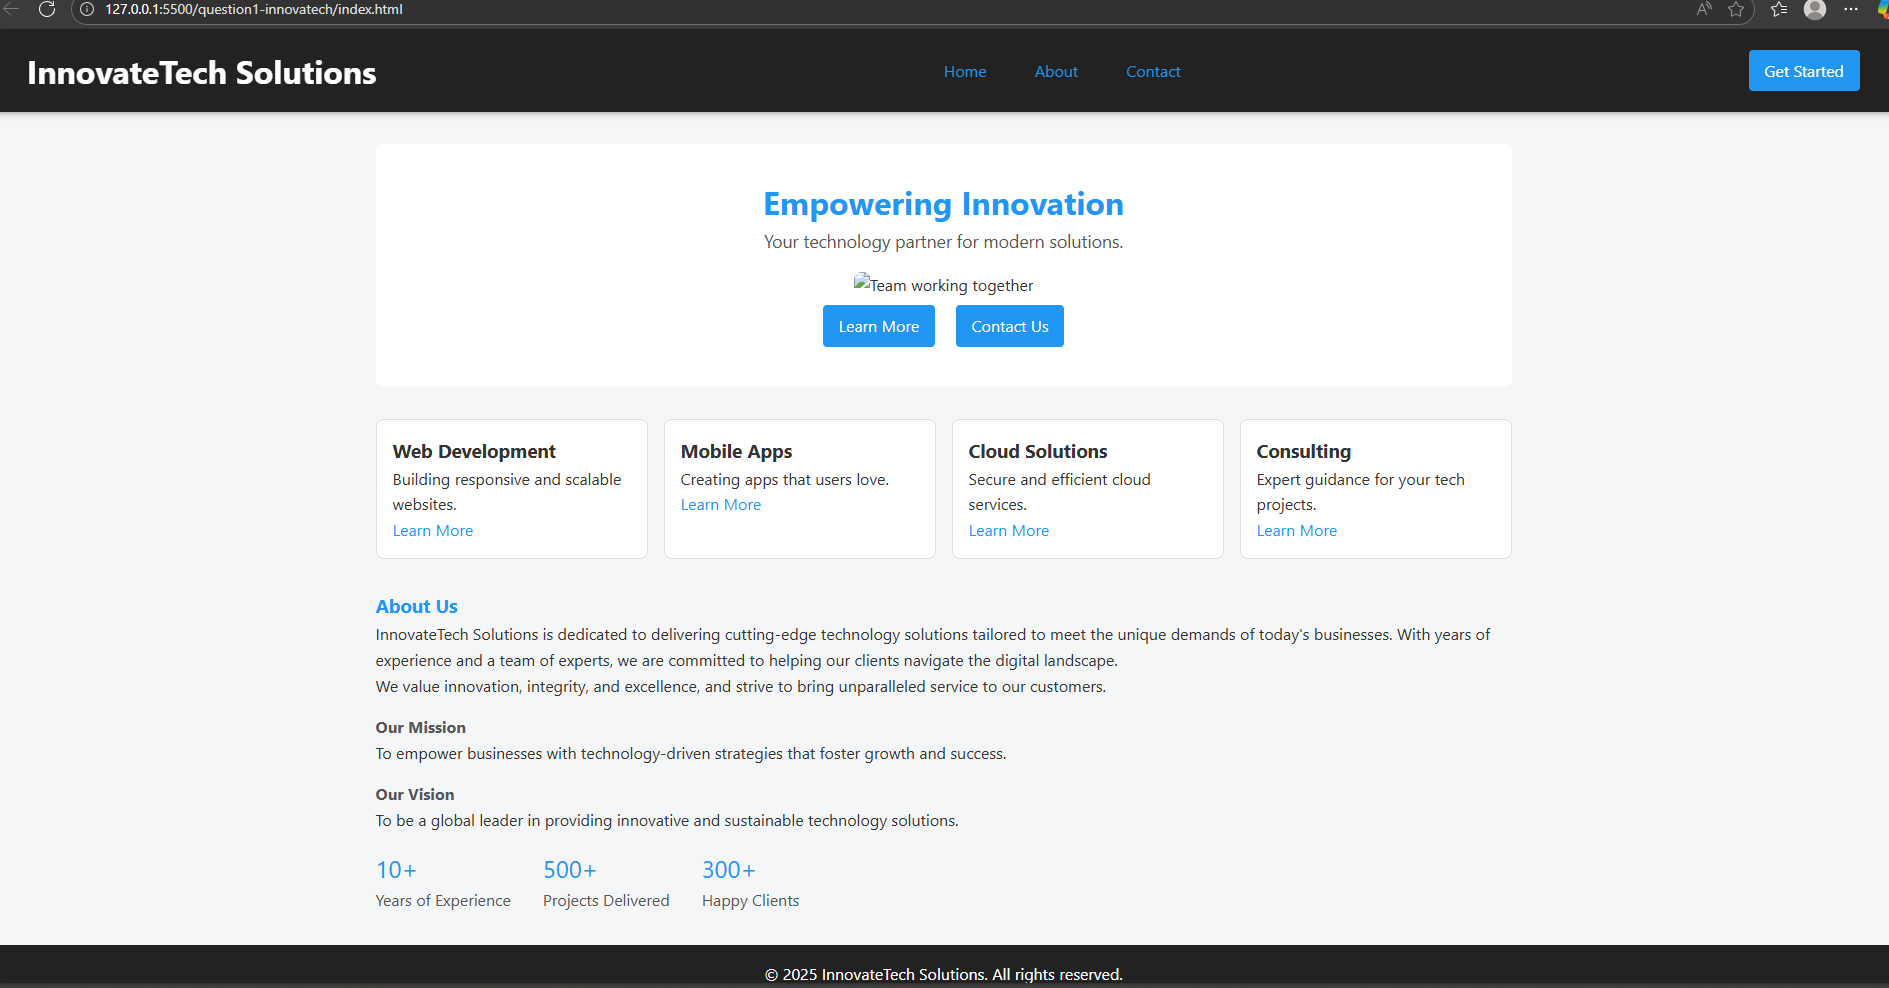 127.0.0.1:5500/question1-innovatech/index.html
InnovateTech Solutions
Home
About
Contact
Get Started
Empowering Innovation
Your technology partner for modern solutions.
Team working together
Learn More
Contact Us
Web Development
Building responsive and scalable
websites.
Learn More
Mobile Apps
Creating apps that users love.
Learn More
Cloud Solutions
Secure and efficient cloud
services.
Learn More
Consulting
Expert guidance for your tech
projects.
Learn More
About Us
InnovateTech Solutions is dedicated to delivering cutting-edge technology solutions tailored to meet the unique demands of today's businesses. With years of
experience and a team of experts, we are committed to helping our clients navigate the digital landscape.
We value innovation, integrity, and excellence, and strive to bring unparalleled service to our customers.
Our Mission
To empower businesses with technology-driven strategies that foster growth and success.
Our Vision
To be a global leader in providing innovative and sustainable technology solutions.
10+
Years of Experience
500+
Projects Delivered
300+
Happy Clients
© 2025 InnovateTech Solutions. All rights reserved.